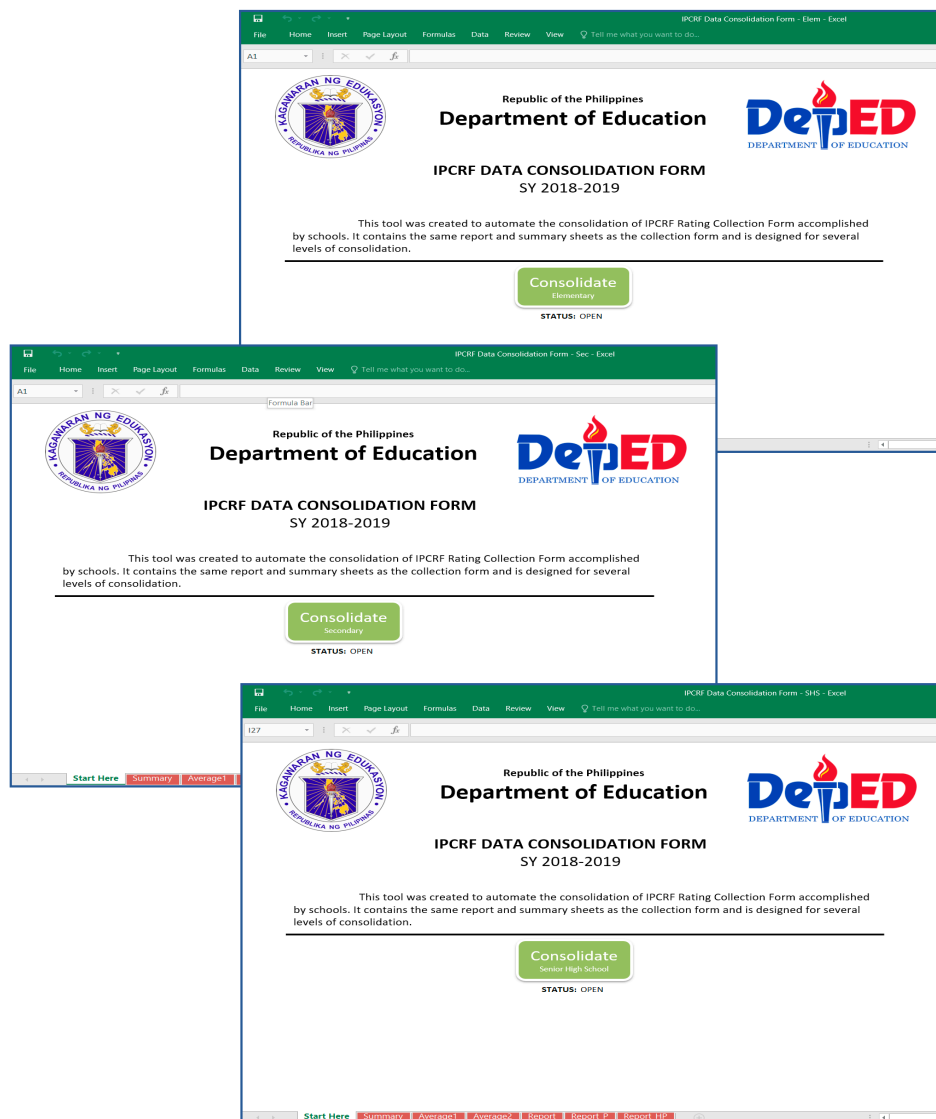 IPCRF Data Consolidation Form - Elem - Excel
File Home Insert Page Layout Formulas Data Review View Tell me what you want to do...
A1 fx
KAGAWARAN NG EDUKASYON
REPUBLIKA NG PILIPINAS
Republic of the Philippines
Department of Education
DepED
DEPARTMENT OF EDUCATION
IPCRF DATA CONSOLIDATION FORM
SY 2018-2019
This tool was created to automate the consolidation of IPCRF Rating Collection Form accomplished
by schools. It contains the same report and summary sheets as the collection form and is designed for several
levels of consolidation.
Consolidate
Elementary
STATUS: OPEN
IPCRF Data Consolidation Form - Sec - Excel
File Home Insert Page Layout Formulas Data Review View Tell me what you want to do...
A1 fx
Formula Bar
KAGAWARAN NG EDUKASYON
REPUBLIKA NG PILIPINAS
Republic of the Philippines
Department of Education
DepED
DEPARTMENT OF EDUCATION
IPCRF DATA CONSOLIDATION FORM
SY 2018-2019
This tool was created to automate the consolidation of IPCRF Rating Collection Form accomplished
by schools. It contains the same report and summary sheets as the collection form and is designed for several
levels of consolidation.
Consolidate
Secondary
STATUS: OPEN
Start Here Summary Average1
IPCRF Data Consolidation Form - SHS - Excel
File Home Insert Page Layout Formulas Data Review View Tell me what you want to do...
I27 fx
KAGAWARAN NG EDUKASYON
REPUBLIKA NG PILIPINAS
Republic of the Philippines
Department of Education
DepED
DEPARTMENT OF EDUCATION
IPCRF DATA CONSOLIDATION FORM
SY 2018-2019
This tool was created to automate the consolidation of IPCRF Rating Collection Form accomplished
by schools. It contains the same report and summary sheets as the collection form and is designed for several
levels of consolidation.
Consolidate
Senior High School
STATUS: OPEN
Start Here Summary Average1 Average2 Report Report_P Report_HP